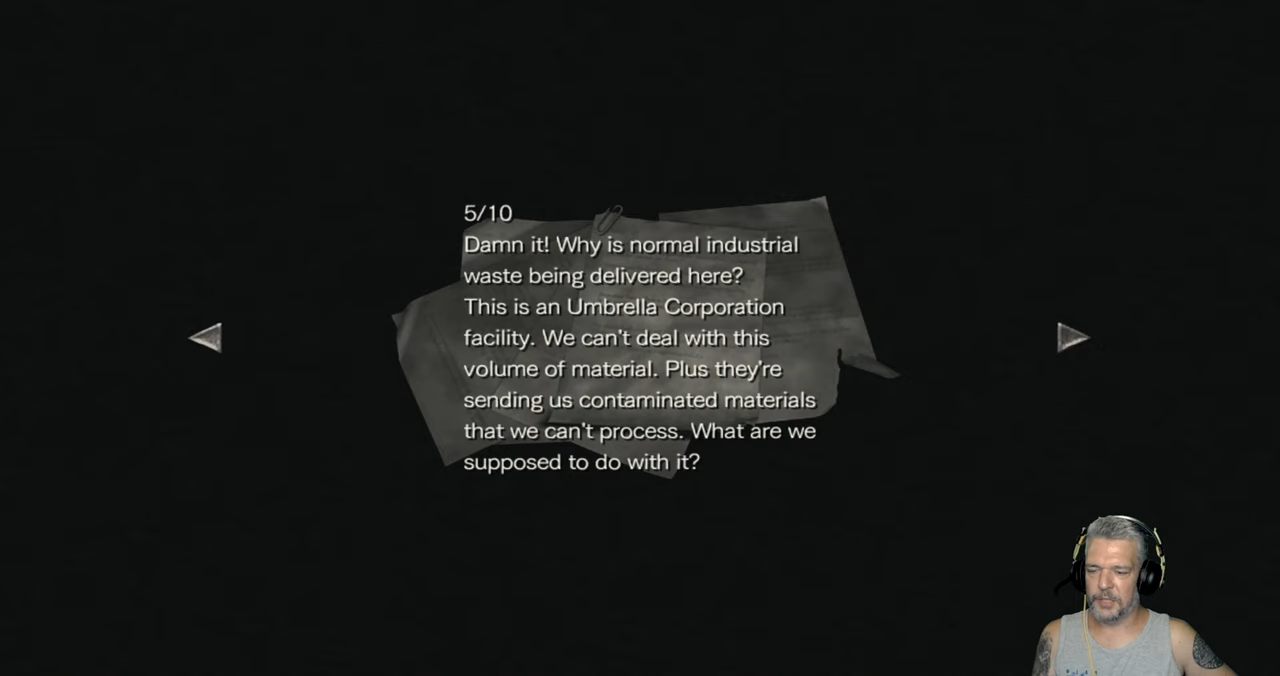 5/10
Damn it! Why is normal industrial
waste being delivered here?
This is an Umbrella Corporation
facility. We can't deal with this
volume of material. Plus they're
sending us contaminated materials
that we can't process. What are we
supposed to do with it?